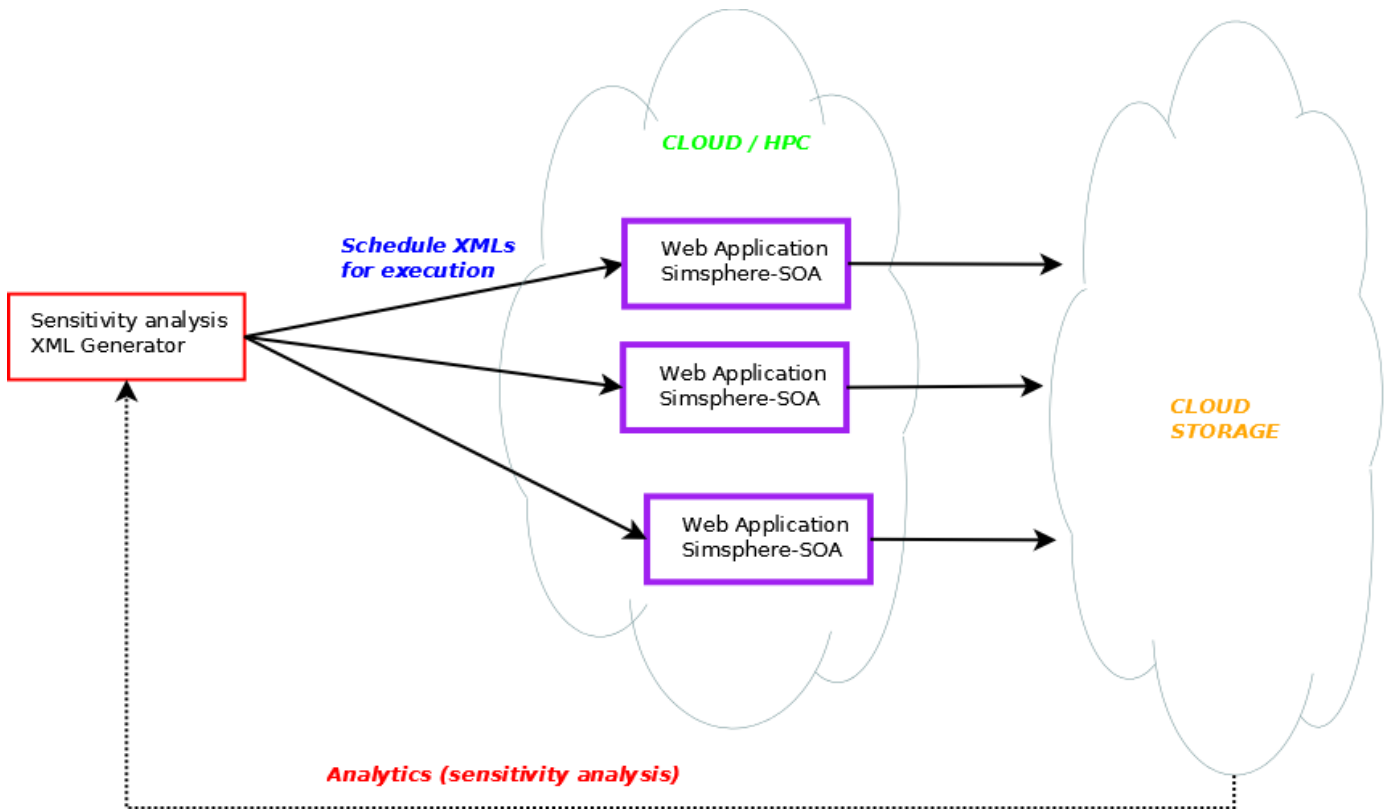 CLOUD / HPC
Schedule XMLs
for execution
Web Application
Simsphere-SOA
Sensitivity analysis
XML Generator
Web Application
Simsphere-SOA
CLOUD
STORAGE
Web Application
Simsphere-SOA
Analytics (sensitivity analysis)